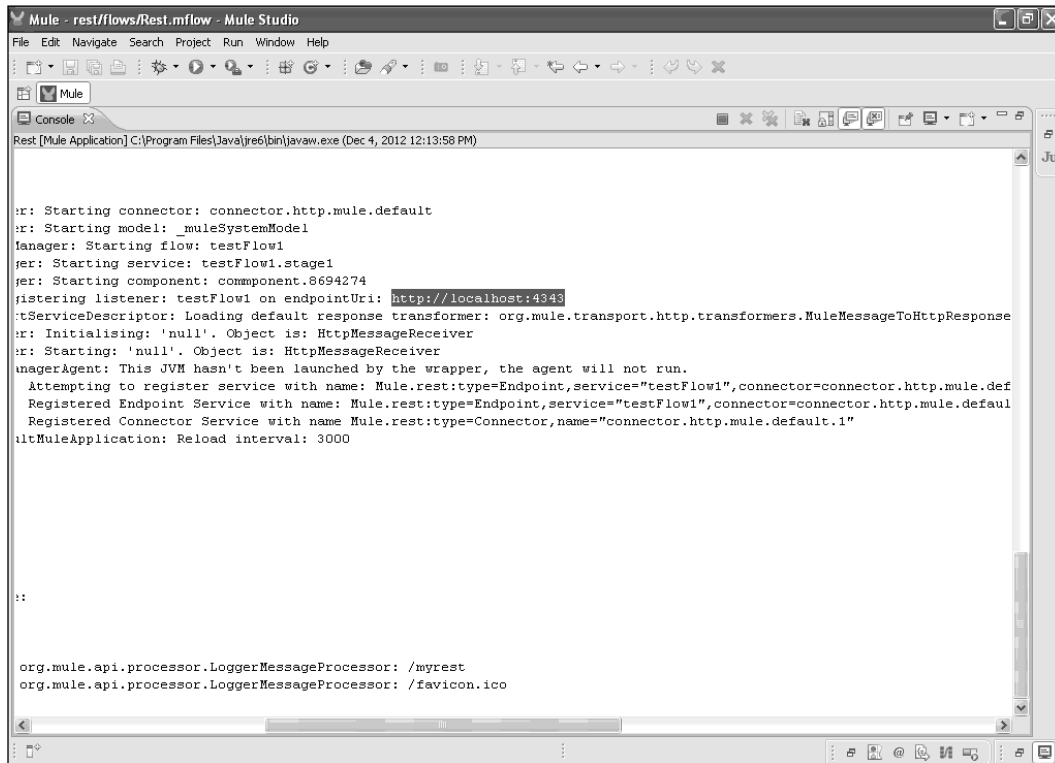 Mule - rest/flows/Rest.mflow - Mule Studio
File Edit Navigate Search Project Run Window Help
Mule
Console
Rest [Mule Application] C:\Program Files\Java\jre6\bin\javaw.exe (Dec 4, 2012 12:13:58 PM)
er: Starting connector: connector.http.mule.default
er: Starting model: _muleSystemModel
Manager: Starting flow: testFlow1
ger: Starting service: testFlow1.stage1
ger: Starting component: commponent.8694274
gistering listener: testFlow1 on endpointUri: http://localhost:4343
rtServiceDescriptor: Loading default response transformer: org.mule.transport.http.transformers.MuleMessageToHttpResponse
er: Initialising: 'null'. Object is: HttpMessageReceiver
er: Starting: 'null'. Object is: HttpMessageReceiver
anagerAgent: This JVM hasn't been launched by the wrapper, the agent will not run.
Attempting to register service with name: Mule.rest:type=Endpoint,service="testFlow1",connector=connector.http.mule.def
Registered Endpoint Service with name: Mule.rest:type=Endpoint,service="testFlow1",connector=connector.http.mule.defaul
Registered Connector Service with name Mule.rest:type=Connector,name="connector.http.mule.default.1"
ultMuleApplication: Reload interval: 3000
e:
org.mule.api.processor.LoggerMessageProcessor: /myrest
org.mule.api.processor.LoggerMessageProcessor: /favicon.ico
Ju